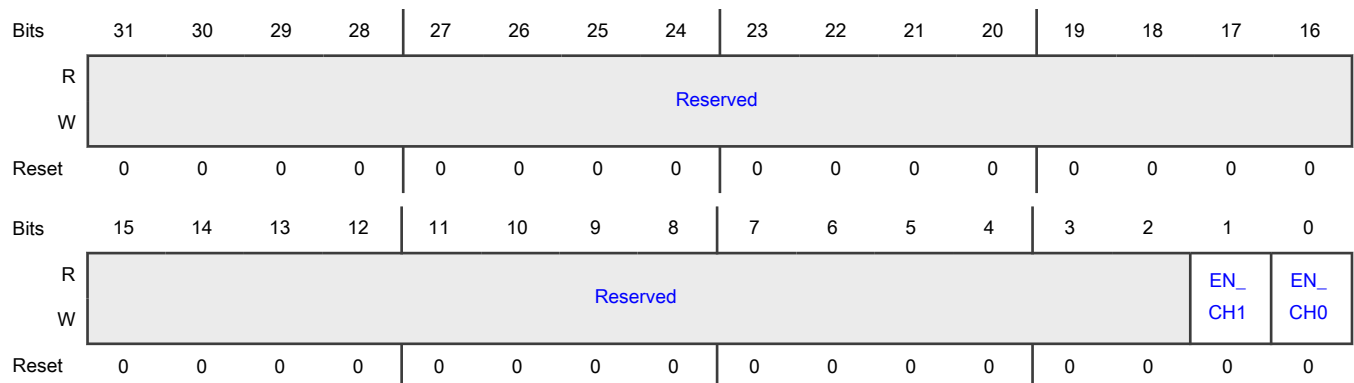 Bits 31 30 29 28 27 26 25 24 23 22 21 20 19 18 17 16
R
Reserved
W
Reset 0 0 0 0 0 0 0 0 0 0 0 0 0 0 0 0
Bits 15 14 13 12 11 10 9 8 7 6 5 4 3 2 1 0
R EN_ EN_
Reserved
W CH1 CH0
Reset 0 0 0 0 0 0 0 0 0 0 0 0 0 0 0 0